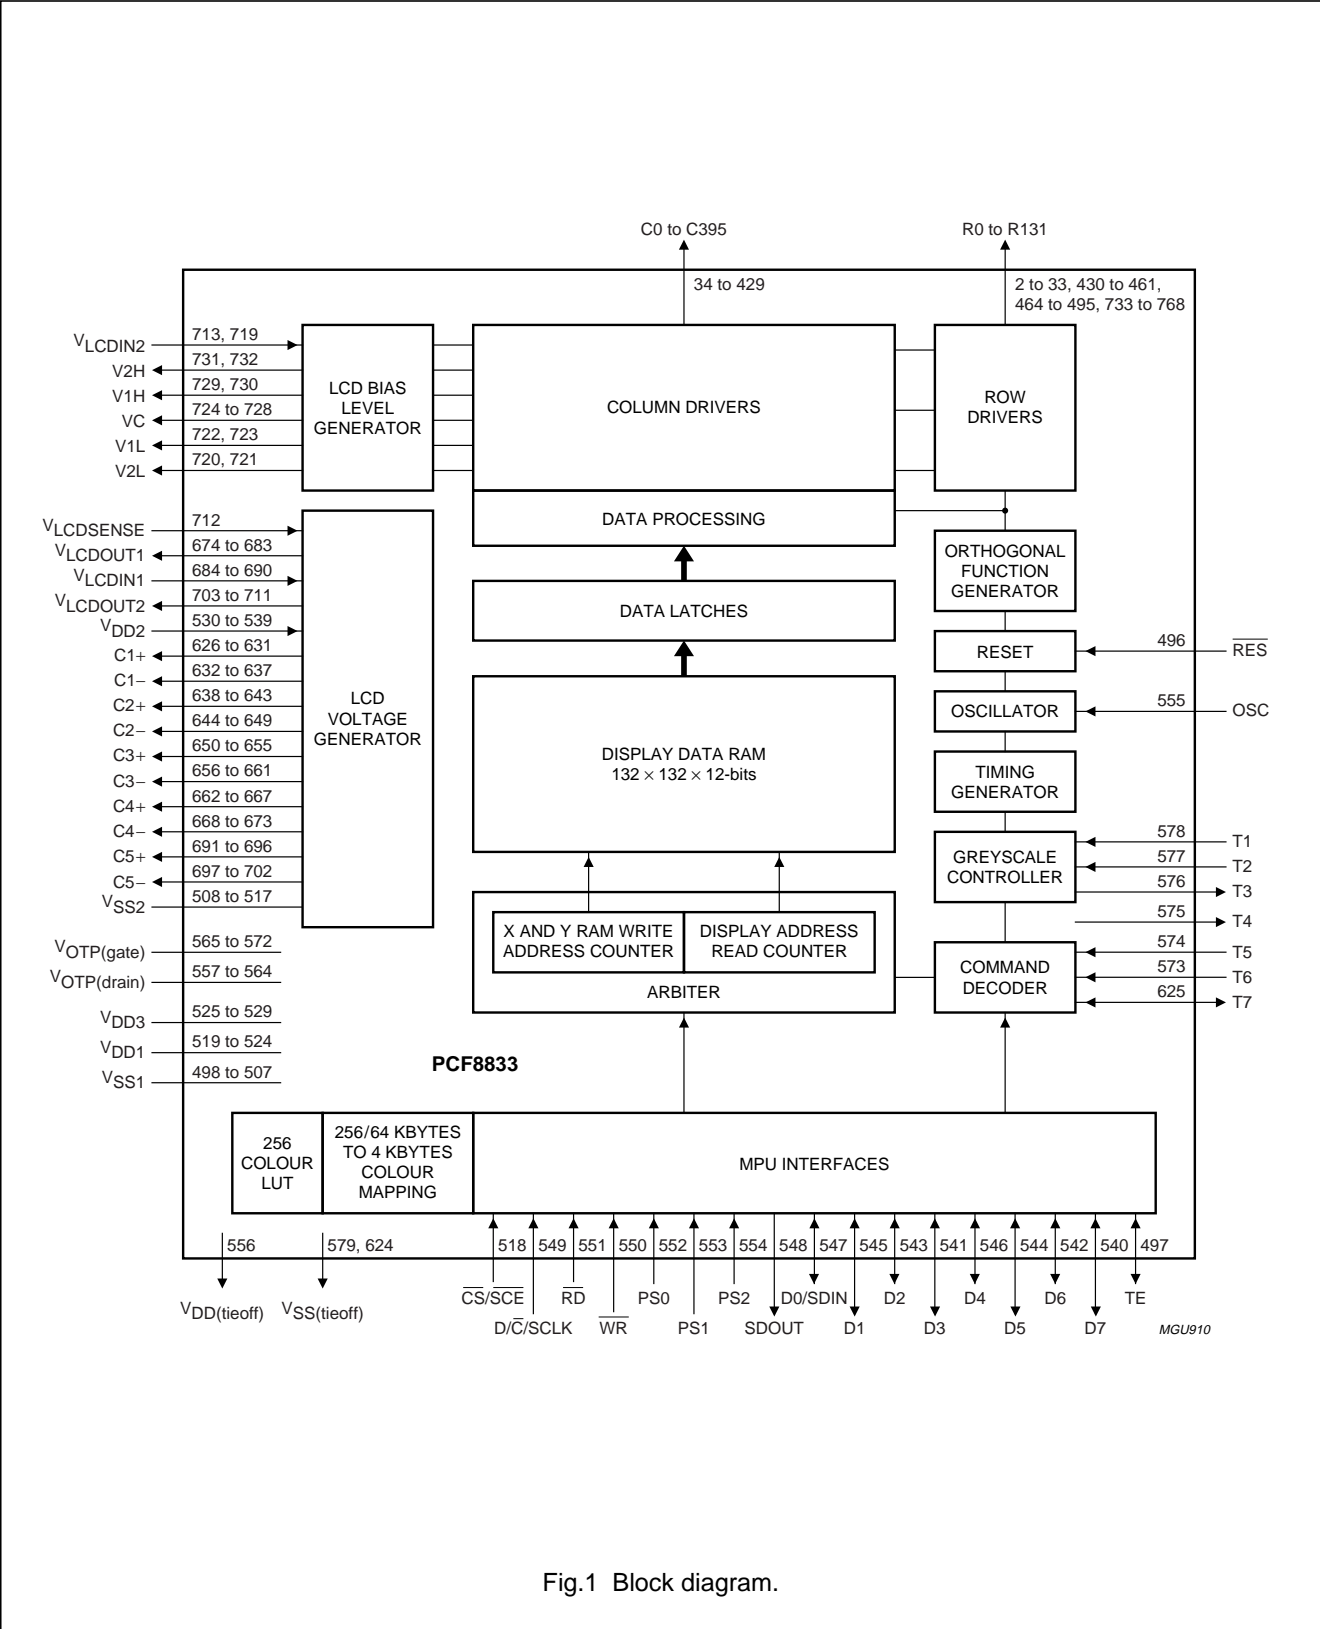 C0 to C395
R0 to R131
34 to 429
2 to 33, 430 to 461,
464 to 495, 733 to 768
VLCDIN2
713, 719
V2H
731, 732
V1H
729, 730
VC
724 to 728
V1L
722, 723
V2L
720, 721
LCD BIAS
LEVEL
GENERATOR
COLUMN DRIVERS
ROW
DRIVERS
DATA PROCESSING
VLCDSENSE
712
VLCDOUT1
674 to 683
VLCDIN1
684 to 690
VLCDOUT2
703 to 711
VDD2
530 to 539
C1+
626 to 631
C1−
632 to 637
C2+
638 to 643
C2−
644 to 649
C3+
650 to 655
C3−
656 to 661
C4+
662 to 667
C4−
668 to 673
C5+
691 to 696
C5−
697 to 702
VSS2
508 to 517
LCD
VOLTAGE
GENERATOR
DATA LATCHES
DISPLAY DATA RAM
132 × 132 × 12-bits
X AND Y RAM WRITE
ADDRESS COUNTER
DISPLAY ADDRESS
READ COUNTER
ARBITER
ORTHOGONAL
FUNCTION
GENERATOR
RESET
496
RES
OSCILLATOR
555
OSC
TIMING
GENERATOR
GREYSCALE
CONTROLLER
578
T1
577
T2
576
T3
575
T4
COMMAND
DECODER
574
T5
573
T6
625
T7
VOTP(gate)
565 to 572
VOTP(drain)
557 to 564
VDD3
525 to 529
VDD1
519 to 524
VSS1
498 to 507
PCF8833
256
COLOUR
LUT
256/64 KBYTES
TO 4 KBYTES
COLOUR
MAPPING
MPU INTERFACES
556
579, 624
518
549
551
550
552
553
554
548
547
545
543
541
546
544
542
540
497
VDD(tieoff)
VSS(tieoff)
CS/SCE
RD
PS0
PS2
D0/SDIN
D2
D4
D6
TE
D/C/SCLK
WR
PS1
SDOUT
D1
D3
D5
D7
MGU910
Fig.1 Block diagram.